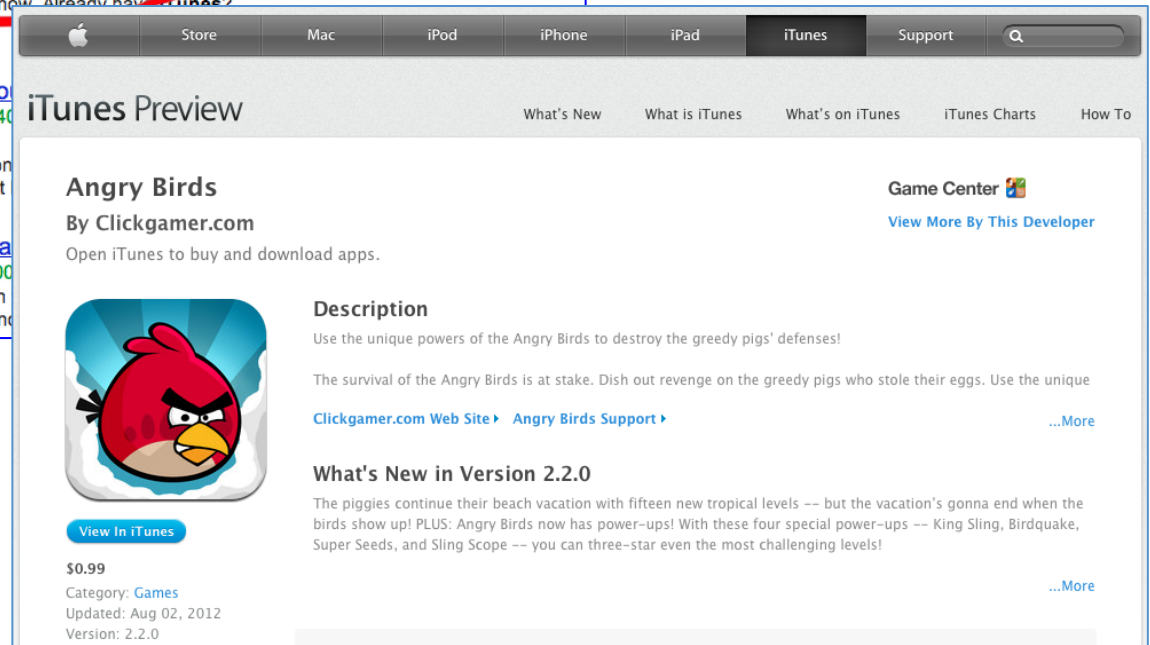 now. Already have iTunes?
Store Mac iPod iPhone iPad iTunes Support
iTunes Preview
What's New What is iTunes What's on iTunes iTunes Charts How To
Angry Birds
By Clickgamer.com
Open iTunes to buy and download apps.
Game Center
View More By This Developer
Description
Use the unique powers of the Angry Birds to destroy the greedy pigs' defenses!
The survival of the Angry Birds is at stake. Dish out revenge on the greedy pigs who stole their eggs. Use the unique
Clickgamer.com Web Site Angry Birds Support
...More
What's New in Version 2.2.0
The piggies continue their beach vacation with fifteen new tropical levels -- but the vacation's gonna end when the
birds show up! PLUS: Angry Birds now has power-ups! With these four special power-ups -- King Sling, Birdquake,
Super Seeds, and Sling Scope -- you can three-star even the most challenging levels!
...More
View In iTunes
$0.99
Category: Games
Updated: Aug 02, 2012
Version: 2.2.0